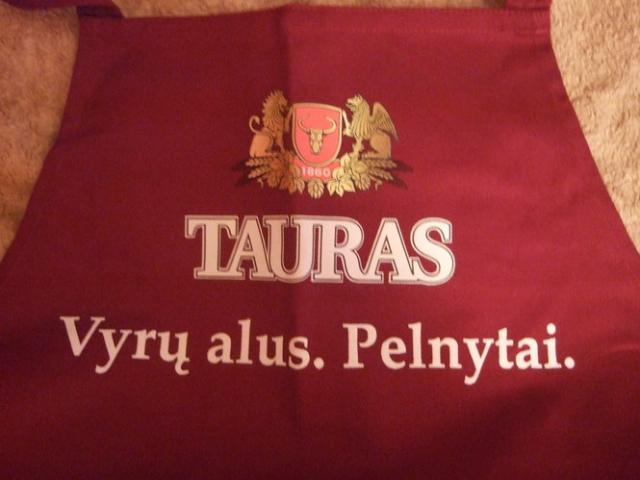 1860
TAURAS
Vyrų alus. Pelnytai.